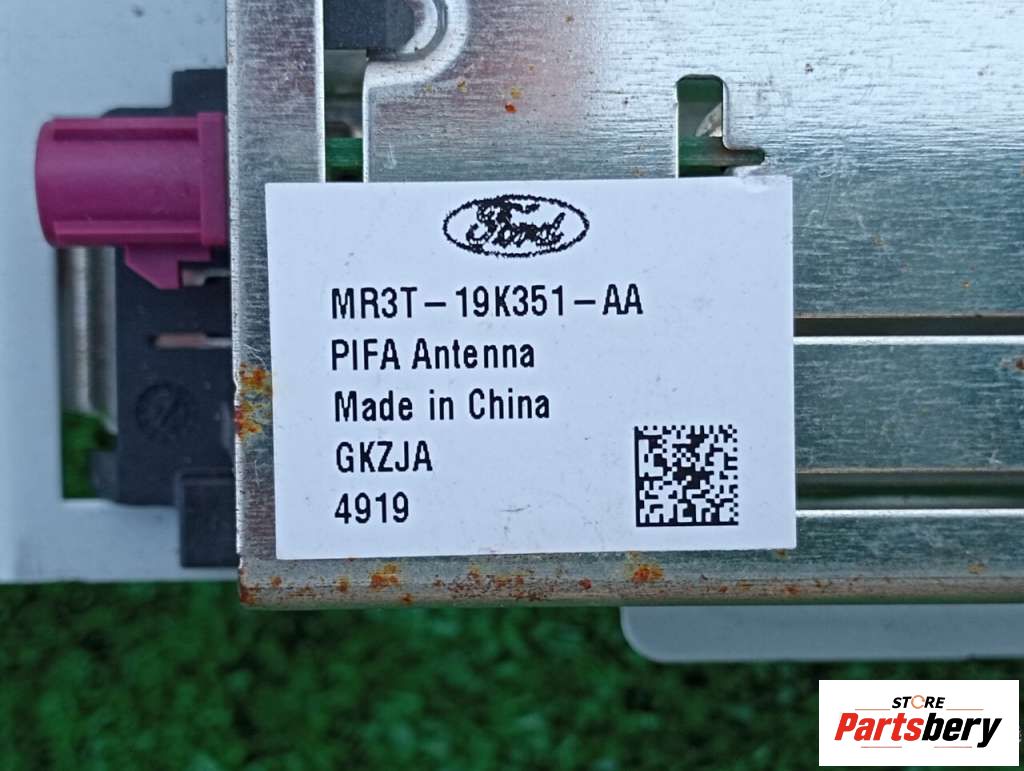 Ford
MR3T-19K351-AA
PIFA Antenna
Made in China
GKZJA
4919
STORE
Partsbery